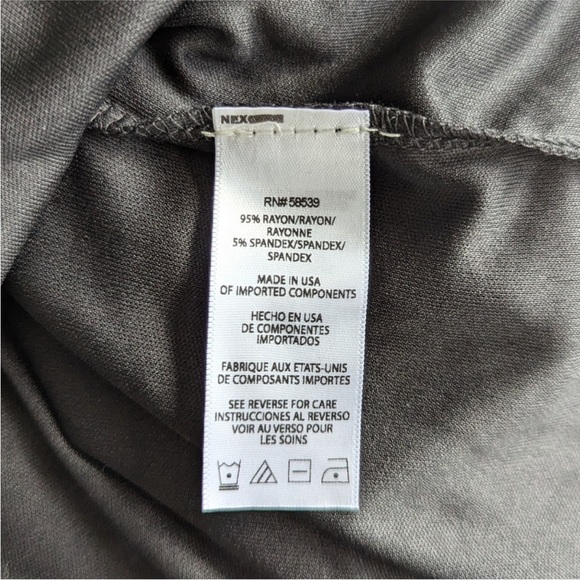 RN# 58539
95% RAYON/RAYON/
RAYONNE
5% SPANDEX/SPANDEX/
SPANDEX
MADE IN USA
OF IMPORTED COMPONENTS
HECHO EN USA
DE COMPONENTES
IMPORTADOS
FABRIQUE AUX ETATS-UNIS
DE COMPOSANTS IMPORTES
SEE REVERSE FOR CARE
INSTRUCCIONES AL REVERSO
VOIR AU VERSO POUR
LES SOINS